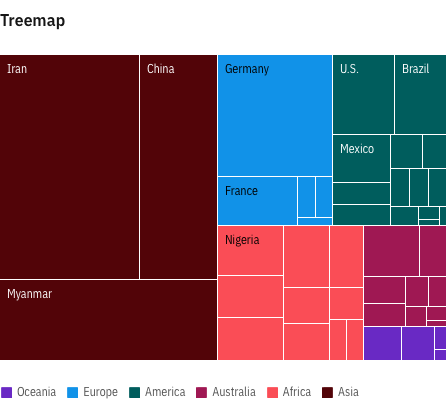 Treemap
Iran
China
Germany
U.S.
Brazil
Mexico
France
Nigeria
Myanmar
Oceania
Europe
America
Australia
Africa
Asia